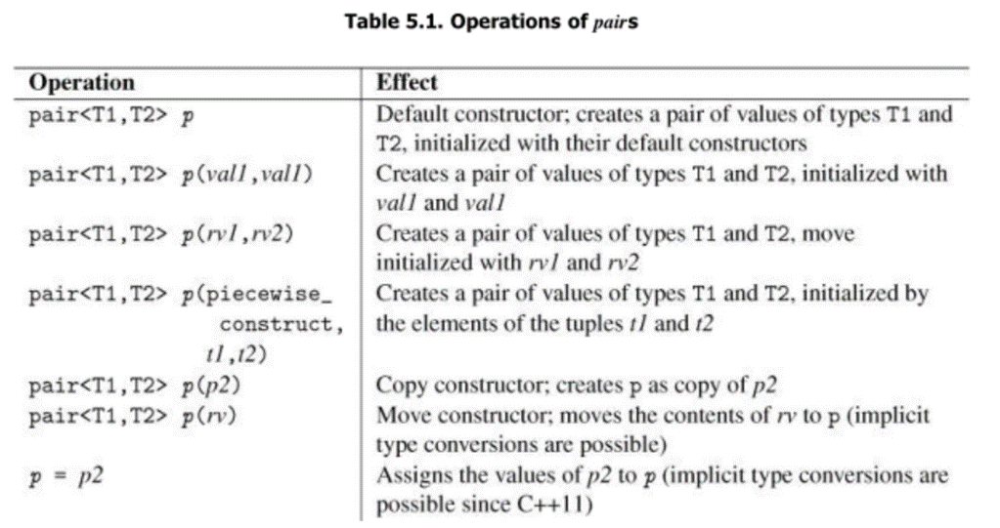 Table 5.1. Operations of pairs
Operation Effect
pair<T1,T2> p Default constructor; creates a pair of values of types T1 and
T2, initialized with their default constructors
pair<T1,T2> p(val1,val1) Creates a pair of values of types T1 and T2, initialized with
val1 and val1
pair<T1,T2> p(rv1,rv2) Creates a pair of values of types T1 and T2, move
initialized with rv1 and rv2
pair<T1,T2> p(piecewise_ Creates a pair of values of types T1 and T2, initialized by
construct, the elements of the tuples t1 and t2
t1,t2)
pair<T1,T2> p(p2) Copy constructor; creates p as copy of p2
pair<T1,T2> p(rv) Move constructor; moves the contents of rv to p (implicit
type conversions are possible)
p = p2 Assigns the values of p2 to p (implicit type conversions are
possible since C++11)